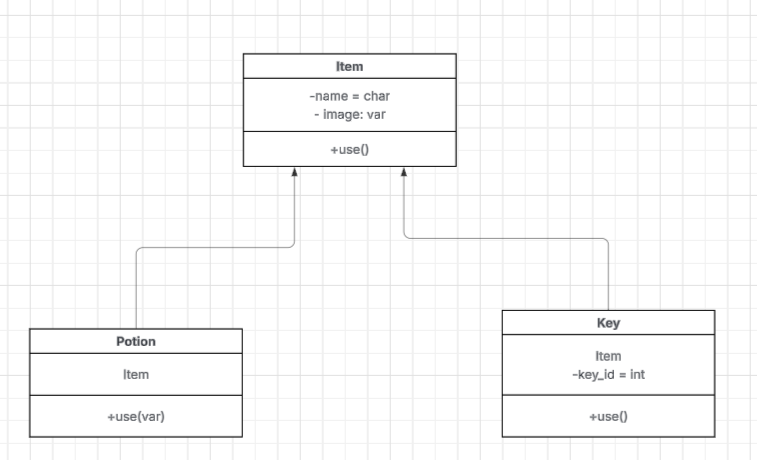 Item
-name = char
- image: var
+use()
Potion
Item
+use(var)
Key
Item
-key_id = int
+use()